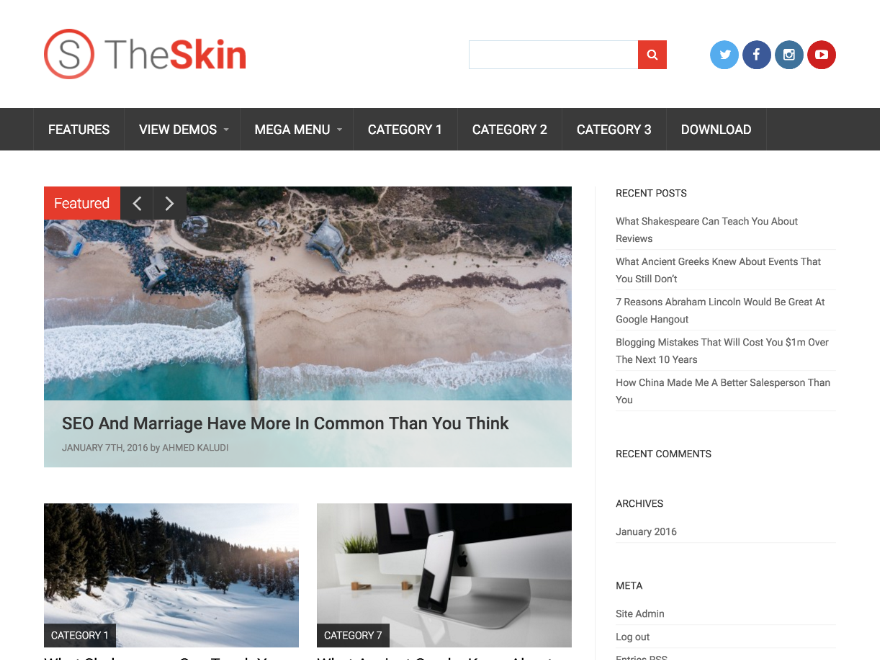 S TheSkin
FEATURES
VIEW DEMOS
MEGA MENU
CATEGORY 1
CATEGORY 2
CATEGORY 3
DOWNLOAD
Featured
SEO And Marriage Have More In Common Than You Think
JANUARY 7TH, 2016 by AHMED KALUDI
CATEGORY 1
CATEGORY 7
RECENT POSTS
What Shakespeare Can Teach You About
Reviews
What Ancient Greeks Knew About Events That
You Still Don't
7 Reasons Abraham Lincoln Would Be Great At
Google Hangout
Blogging Mistakes That Will Cost You $1m Over
The Next 10 Years
How China Made Me A Better Salesperson Than
You
RECENT COMMENTS
ARCHIVES
January 2016
META
Site Admin
Log out
Entries RSS